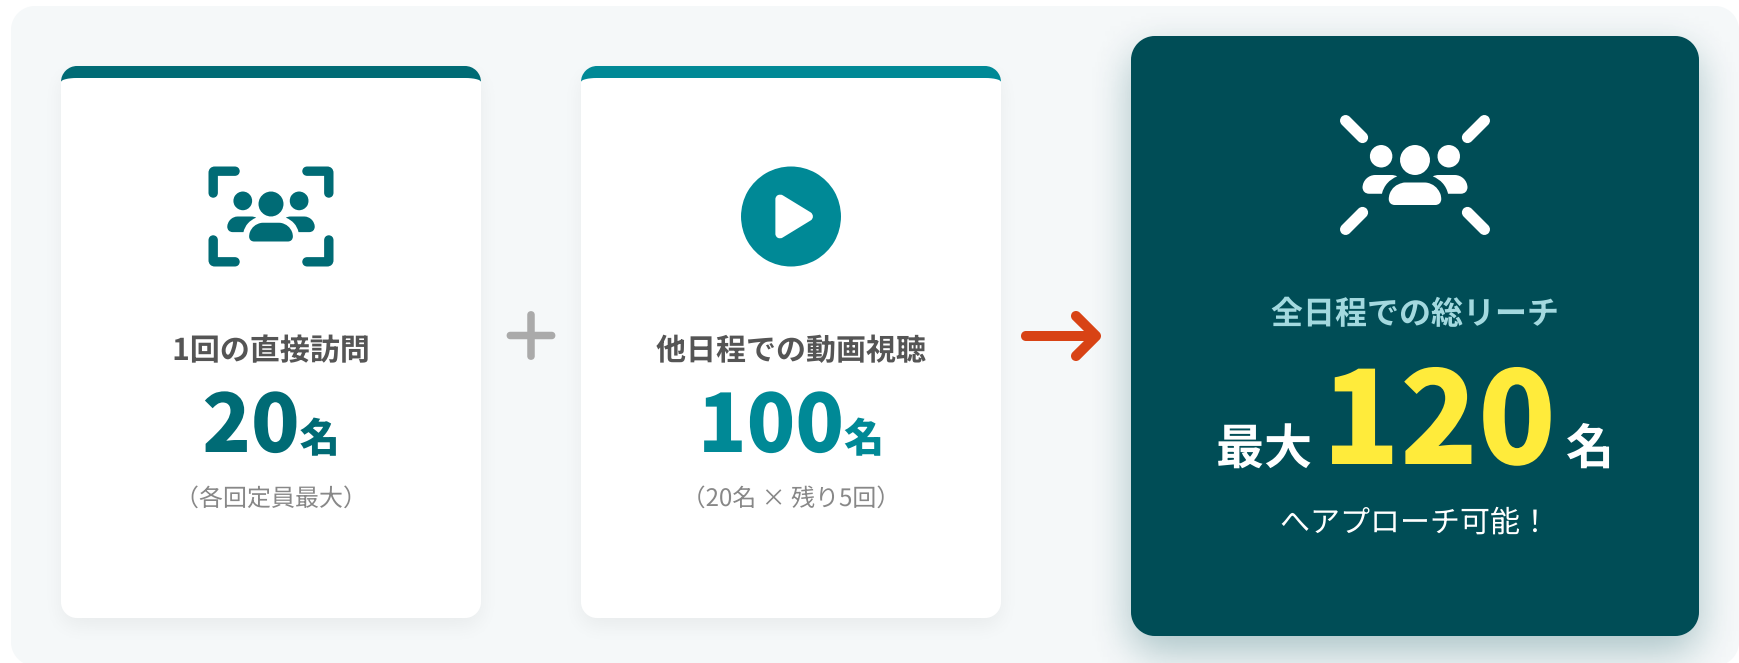 1回の直接訪問
20名
（各回定員最大）
他日程での動画視聴
100名
（20名 × 残り5回）
全日程での総リーチ
最大 120 名
へアプローチ可能！